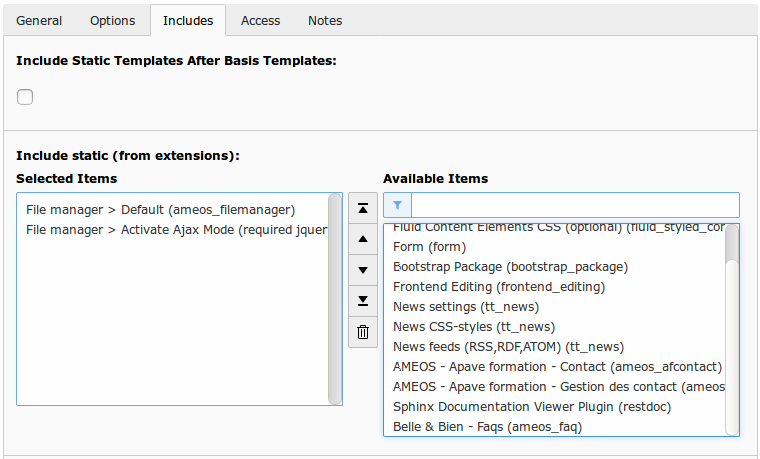 General Options Includes Access Notes
Include Static Templates After Basis Templates:
Include static (from extensions):
Selected Items
File manager > Default (ameos_filemanager)
File manager > Activate Ajax Mode (required jquer
Available Items
Fluid Content Elements CSS (optional) (fluid_styled_cor
Form (form)
Bootstrap Package (bootstrap_package)
Frontend Editing (frontend_editing)
News settings (tt_news)
News CSS-styles (tt_news)
News feeds (RSS,RDF,ATOM) (tt_news)
AMEOS - Apave formation - Contact (ameos_afcontact)
AMEOS - Apave formation - Gestion des contact (ameos
Sphinx Documentation Viewer Plugin (restdoc)
Belle & Bien - Faqs (ameos_faq)